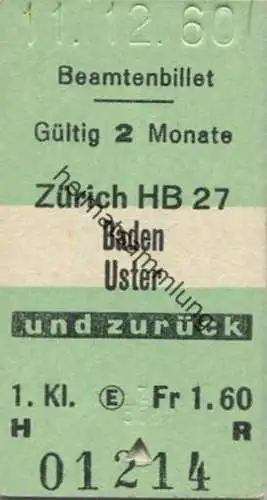 11. 12. 60
Beamtenbillet
Gültig 2 Monate
Zürich HB 27
Baden
Uster
und zurück
1. Kl. Ⓔ Fr 1.60
H R
01214
heimatsammlung